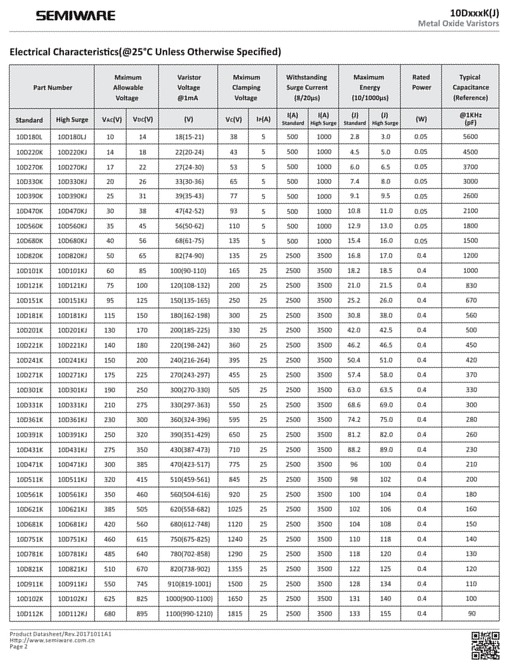 SEMIWARE
10DxxxK(J)
Metal Oxide Varistors
Electrical Characteristics(@25°C Unless Otherwise Specified)
Part Number Mximum Allowable Voltage Varistor Voltage @1mA Mximum Clamping Voltage Withstanding Surge Current (8/20μs) Maximum Energy (10/1000μs) Rated Power Typical Capacitance (Reference)
Standard High Surge VAC(V) VDC(V) (V) VC(V) IP(A) I(A) Standard I(A) High Surge (J) Standard (J) High Surge (W) @1KHz (pF)
10D180L 10D180LJ 10 14 18(15-21) 38 5 500 1000 2.8 3.0 0.05 5600
10D220K 10D220KJ 14 18 22(20-24) 43 5 500 1000 4.5 5.0 0.05 4500
10D270K 10D270KJ 17 22 27(24-30) 53 5 500 1000 6.0 6.5 0.05 3700
10D330K 10D330KJ 20 26 33(30-36) 65 5 500 1000 7.4 8.0 0.05 3000
10D390K 10D390KJ 25 31 39(35-43) 77 5 500 1000 9.1 9.5 0.05 2600
10D470K 10D470KJ 30 38 47(42-52) 93 5 500 1000 10.8 11.0 0.05 2100
10D560K 10D560KJ 35 45 56(50-62) 110 5 500 1000 12.9 13.0 0.05 1800
10D680K 10D680KJ 40 56 68(61-75) 135 5 500 1000 15.4 16.0 0.05 1500
10D820K 10D820KJ 50 65 82(74-90) 135 25 2500 3500 16.8 17.0 0.4 1200
10D101K 10D101KJ 60 85 100(90-110) 165 25 2500 3500 18.2 18.5 0.4 1000
10D121K 10D121KJ 75 100 120(108-132) 200 25 2500 3500 21.0 21.5 0.4 830
10D151K 10D151KJ 95 125 150(135-165) 250 25 2500 3500 25.2 26.0 0.4 670
10D181K 10D181KJ 115 150 180(162-198) 300 25 2500 3500 30.8 38.0 0.4 560
10D201K 10D201KJ 130 170 200(185-225) 330 25 2500 3500 42.0 42.5 0.4 500
10D221K 10D221KJ 140 180 220(198-242) 360 25 2500 3500 46.2 46.5 0.4 450
10D241K 10D241KJ 150 200 240(216-264) 395 25 2500 3500 50.4 51.0 0.4 420
10D271K 10D271KJ 175 225 270(243-297) 455 25 2500 3500 57.4 58.0 0.4 370
10D301K 10D301KJ 190 250 300(270-330) 505 25 2500 3500 63.0 63.5 0.4 330
10D331K 10D331KJ 210 275 330(297-363) 550 25 2500 3500 68.6 69.0 0.4 300
10D361K 10D361KJ 230 300 360(324-396) 595 25 2500 3500 74.2 75.0 0.4 280
10D391K 10D391KJ 250 320 390(351-429) 650 25 2500 3500 81.2 82.0 0.4 260
10D431K 10D431KJ 275 350 430(387-473) 710 25 2500 3500 88.2 89.0 0.4 230
10D471K 10D471KJ 300 385 470(423-517) 775 25 2500 3500 96 100 0.4 210
10D511K 10D511KJ 320 415 510(459-561) 845 25 2500 3500 98 102 0.4 200
10D561K 10D561KJ 350 460 560(504-616) 920 25 2500 3500 100 104 0.4 180
10D621K 10D621KJ 385 505 620(558-682) 1025 25 2500 3500 102 106 0.4 160
10D681K 10D681KJ 420 560 680(612-748) 1120 25 2500 3500 104 108 0.4 150
10D751K 10D751KJ 460 615 750(675-825) 1240 25 2500 3500 110 118 0.4 140
10D781K 10D781KJ 485 640 780(702-858) 1290 25 2500 3500 118 120 0.4 130
10D821K 10D821KJ 510 670 820(738-902) 1355 25 2500 3500 122 125 0.4 120
10D911K 10D911KJ 550 745 910(819-1001) 1500 25 2500 3500 128 134 0.4 110
10D102K 10D102KJ 625 825 1000(900-1100) 1650 25 2500 3500 131 140 0.4 100
10D112K 10D112KJ 680 895 1100(990-1210) 1815 25 2500 3500 133 155 0.4 90
Product Datasheet/Rev.20171011A1
Http://www.semiware.com.cn
Page 2